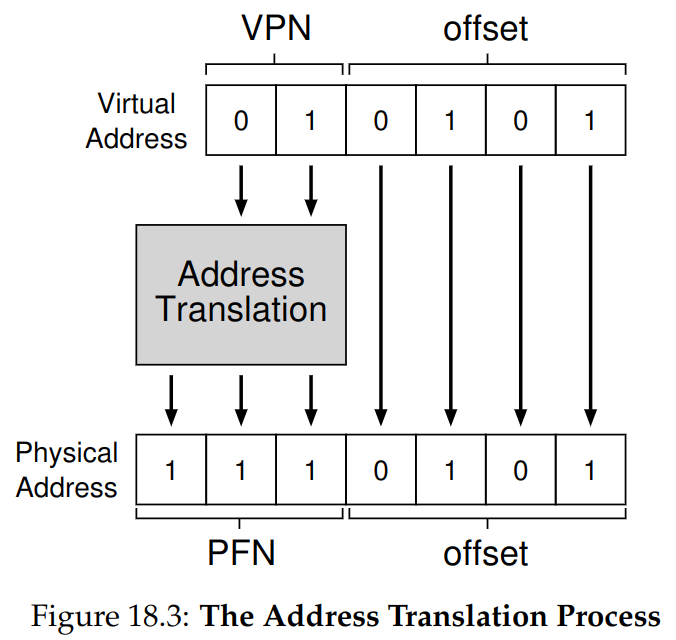 VPN offset
Virtual
Address
0 1 0 1 0 1
Address
Translation
Physical
Address
1 1 1 0 1 0 1
PFN offset
Figure 18.3: The Address Translation Process